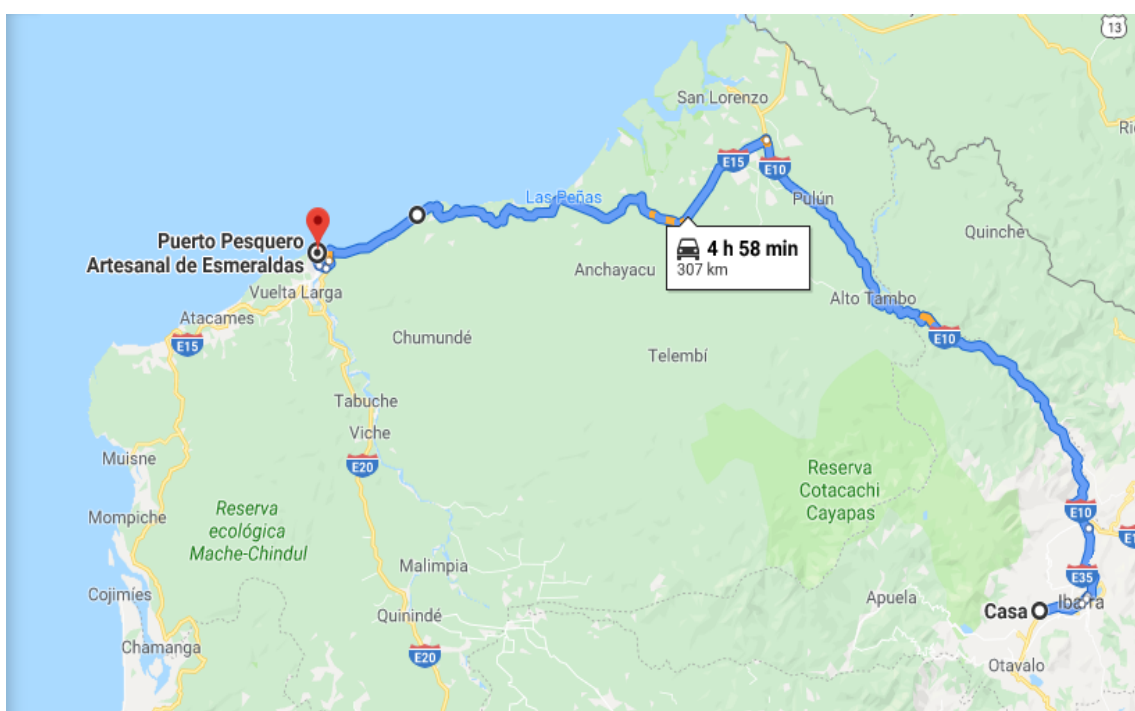 13
San Lorenzo
E15
E10
Las Peñas
Pulún
Quinche
Puerto Pesquero
Artesanal de Esmeraldas
4 h 58 min
307 km
Anchayacu
Vuelta Larga
Alto Tambo
Atacames
E15
Chumundé
E10
Telembí
Tabuche
Viche
Muisne
E20
Reserva
Cotacachi
Cayapas
Mompiche
Reserva
ecológica
Mache-Chindul
E10
Malimpia
E35
Cojimíes
Apuela
Casa
Ibarra
Quinindé
Chamanga
E20
Otavalo